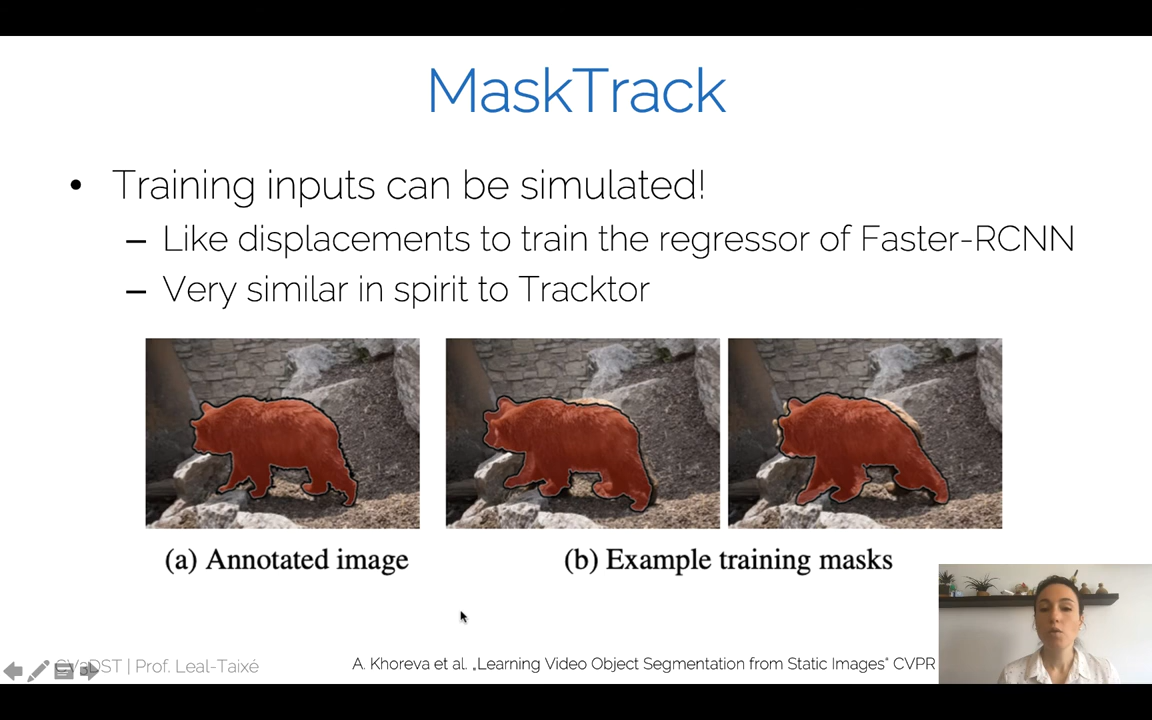 MaskTrack
• Training inputs can be simulated!
– Like displacements to train the regressor of Faster-RCNN
– Very similar in spirit to Tracktor
(a) Annotated image
(b) Example training masks
CV3DST | Prof. Leal-Taixé
A. Khoreva et al. „Learning Video Object Segmentation from Static Images“ CVPR